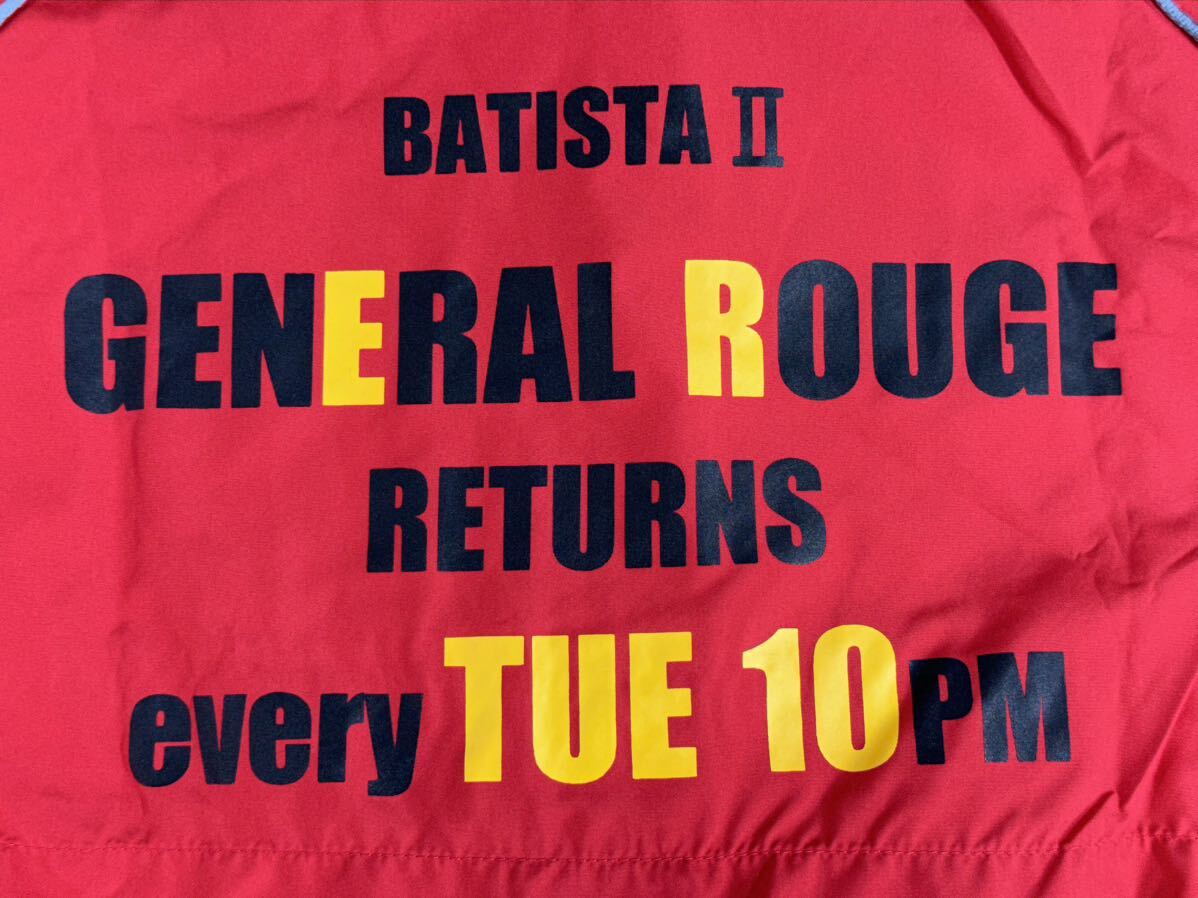 BATISTA Ⅱ
GENERAL ROUGE
RETURNS
every TUE 10PM